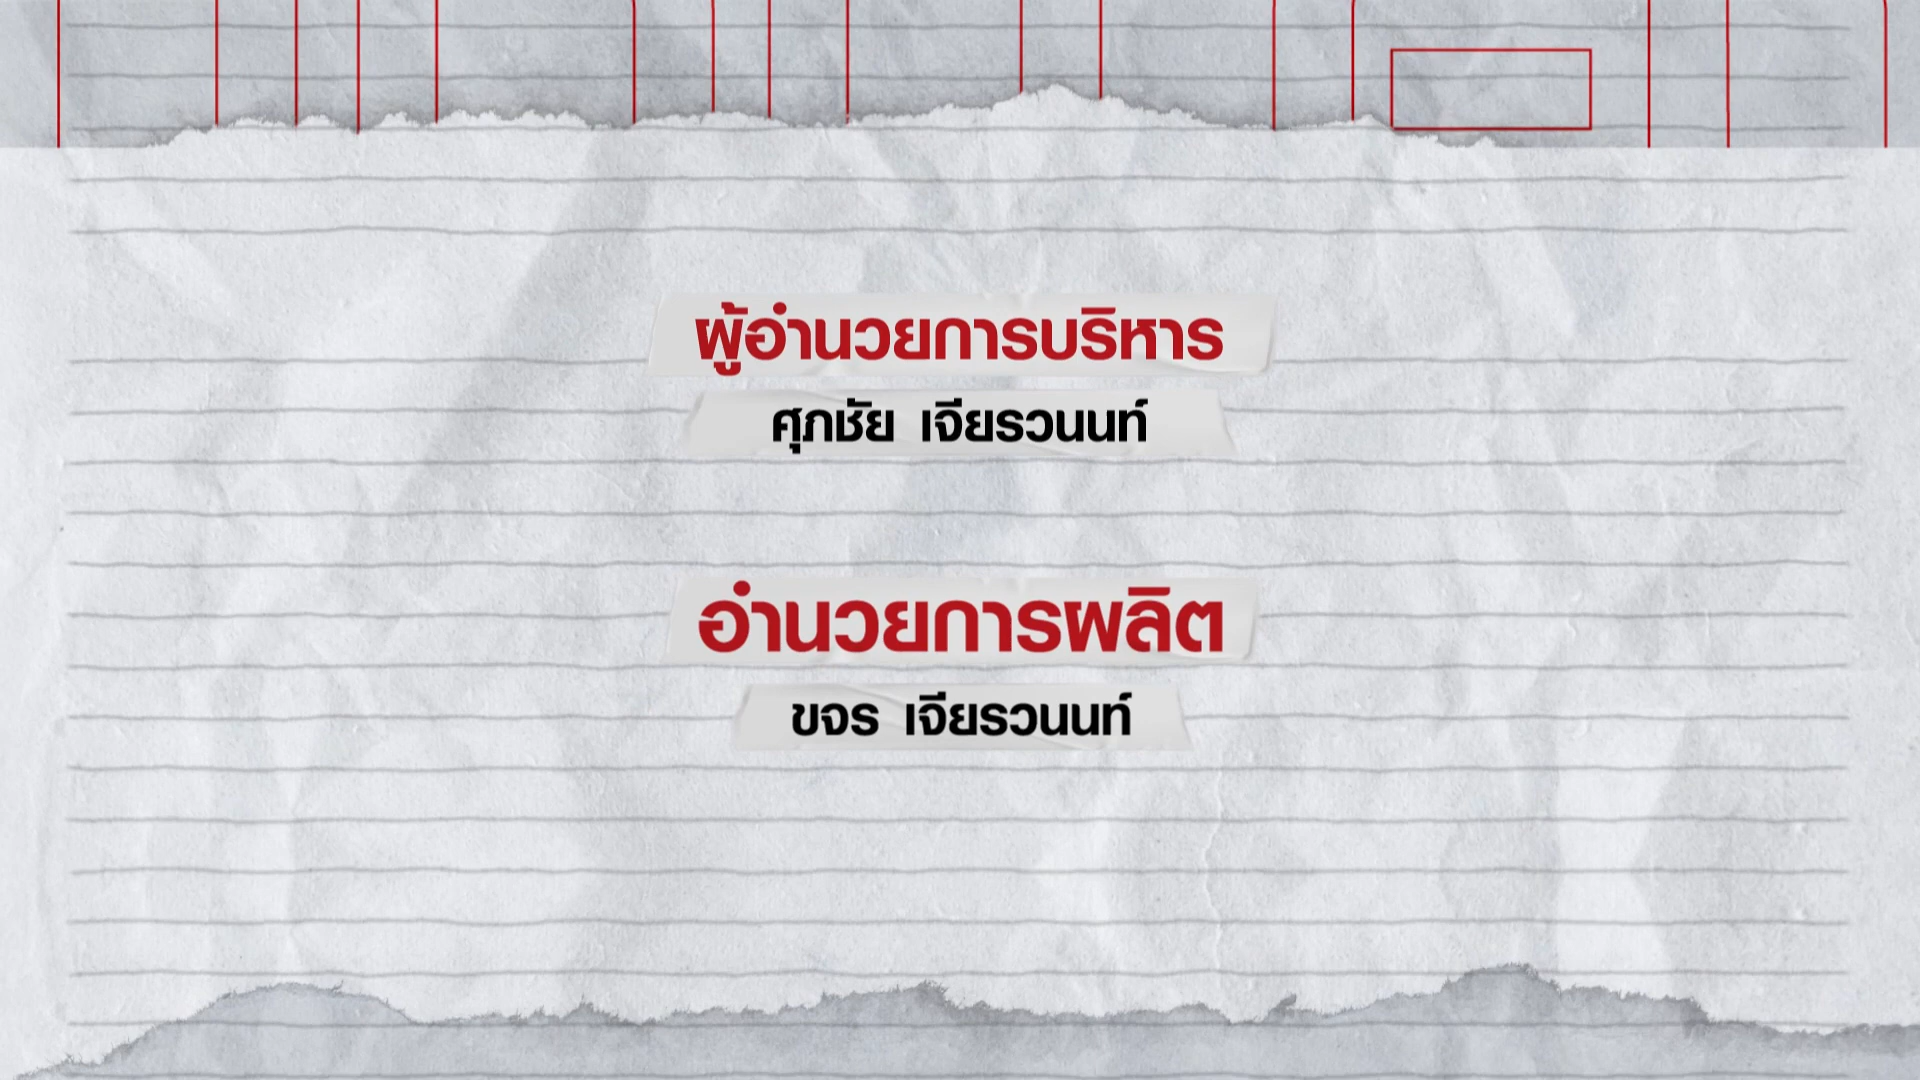 ผู้อำนวยการบริหาร
ศุภชัย เจียรวนนท์
อำนวยการผลิต
ขจร เจียรวนนท์